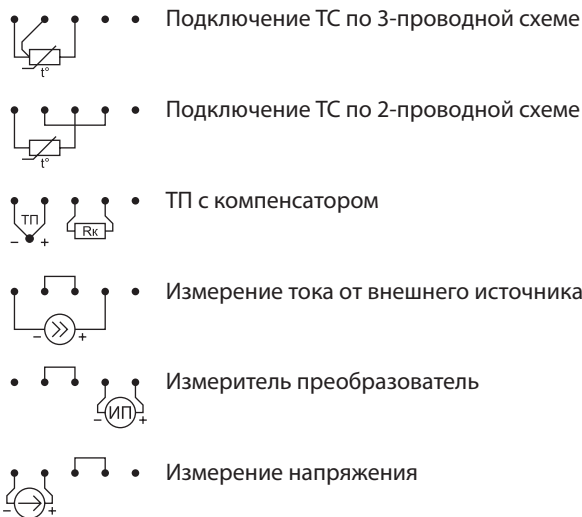 Подключение ТС по 3-проводной схеме
t°
Подключение ТС по 2-проводной схеме
t°
ТП с компенсатором
ТП
Rк
- +
Измерение тока от внешнего источника
- +
Измеритель преобразователь
ИП
- +
Измерение напряжения
- +